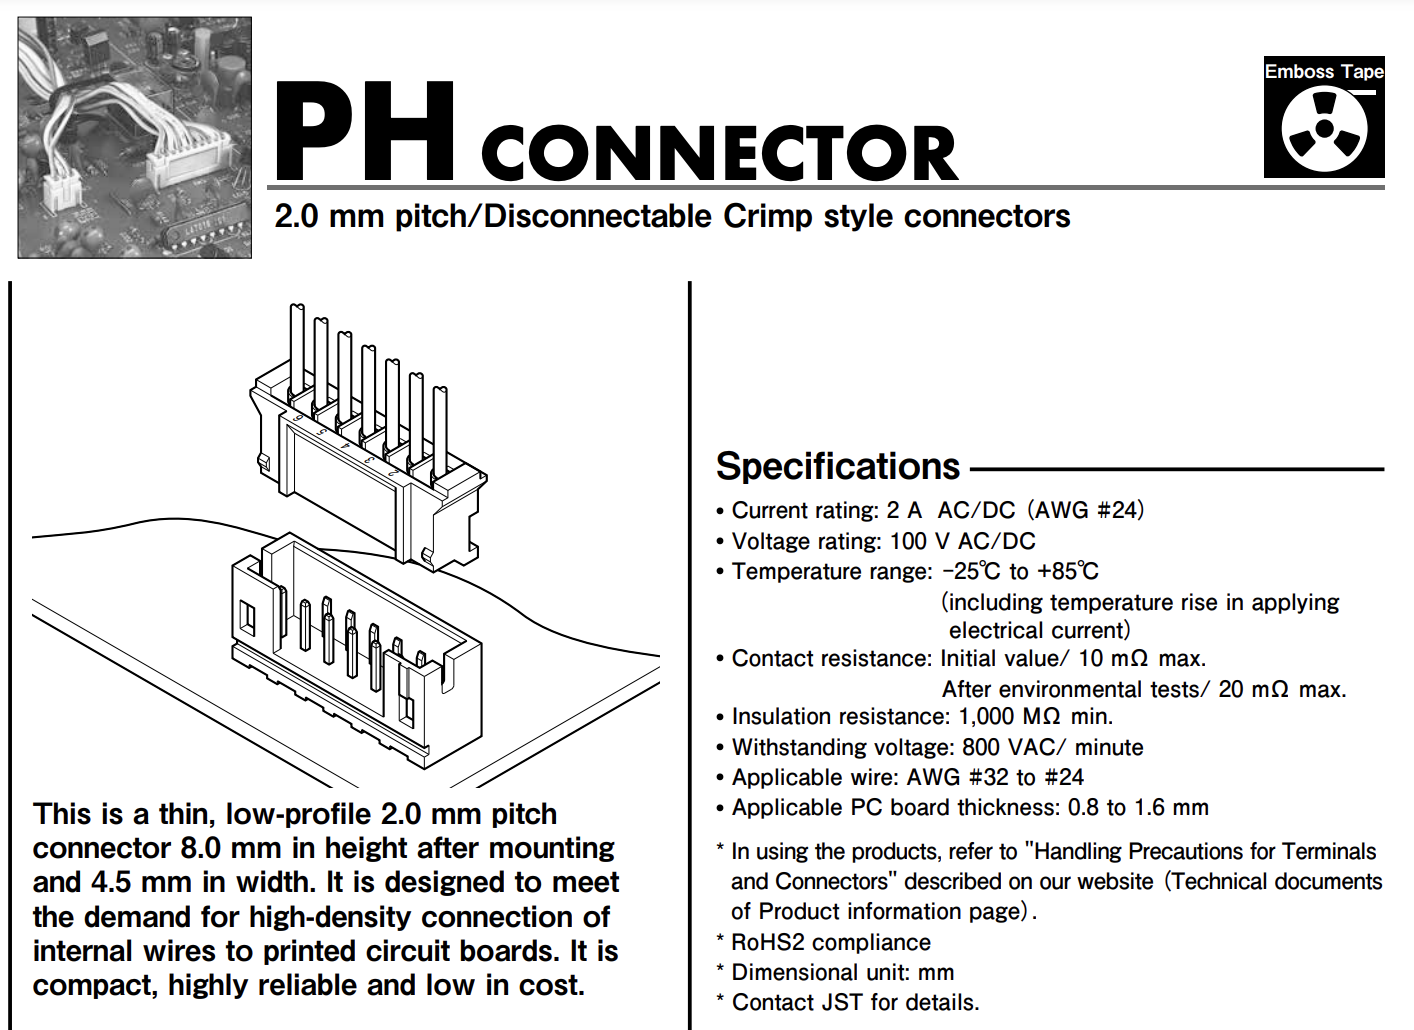 Emboss Tape
PH CONNECTOR
2.0 mm pitch/Disconnectable Crimp style connectors
LA7016
6
5
4
3
2
This is a thin, low-profile 2.0 mm pitch
connector 8.0 mm in height after mounting
and 4.5 mm in width. It is designed to meet
the demand for high-density connection of
internal wires to printed circuit boards. It is
compact, highly reliable and low in cost.
Specifications
• Current rating: 2 A AC/DC (AWG #24)
• Voltage rating: 100 V AC/DC
• Temperature range: -25℃ to +85℃
(including temperature rise in applying
electrical current)
• Contact resistance: Initial value/ 10 mΩ max.
After environmental tests/ 20 mΩ max.
• Insulation resistance: 1,000 MΩ min.
• Withstanding voltage: 800 VAC/ minute
• Applicable wire: AWG #32 to #24
• Applicable PC board thickness: 0.8 to 1.6 mm
* In using the products, refer to "Handling Precautions for Terminals
and Connectors" described on our website (Technical documents
of Product information page).
* RoHS2 compliance
* Dimensional unit: mm
* Contact JST for details.